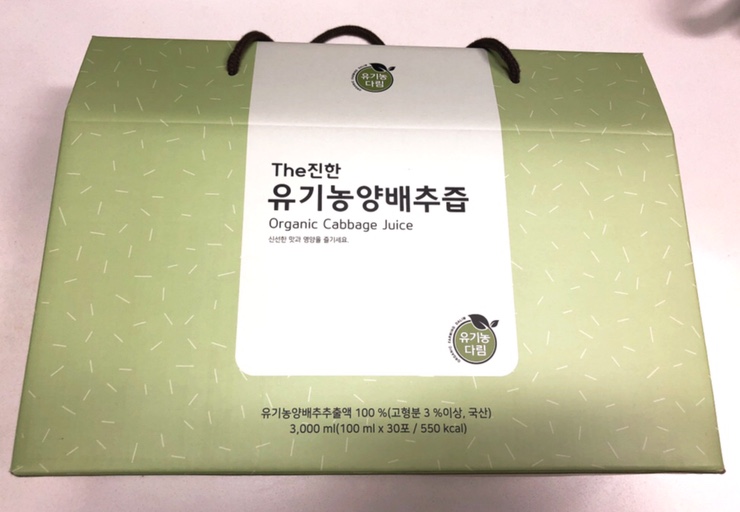 유기농
다림
The진한
유기농양배추즙
Organic Cabbage Juice
신선한 맛과 영양을 즐기세요.
유기농
다림
유기농양배추추출액 100 %(고형분 3 %이상, 국산)
3,000 ml(100 ml x 30포 / 550 kcal)